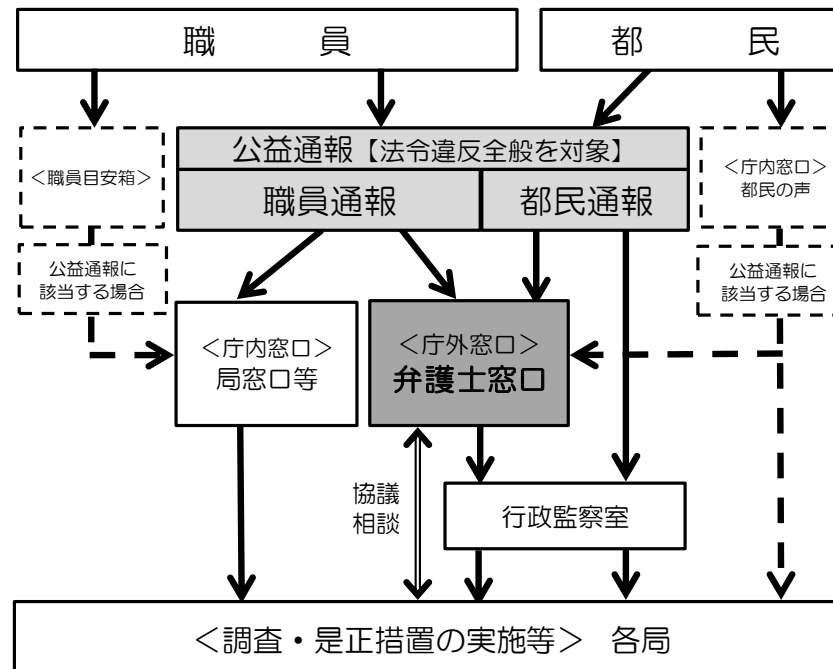 職員
都民
公益通報【法令違反全般を対象】
職員通報
都民通報
＜職員目安箱＞
＜庁内窓口＞
都民の声
公益通報に
該当する場合
公益通報に
該当する場合
＜庁内窓口＞
局窓口等
＜庁外窓口＞
弁護士窓口
協議
相談
行政監察室
＜調査・是正措置の実施等＞ 各局